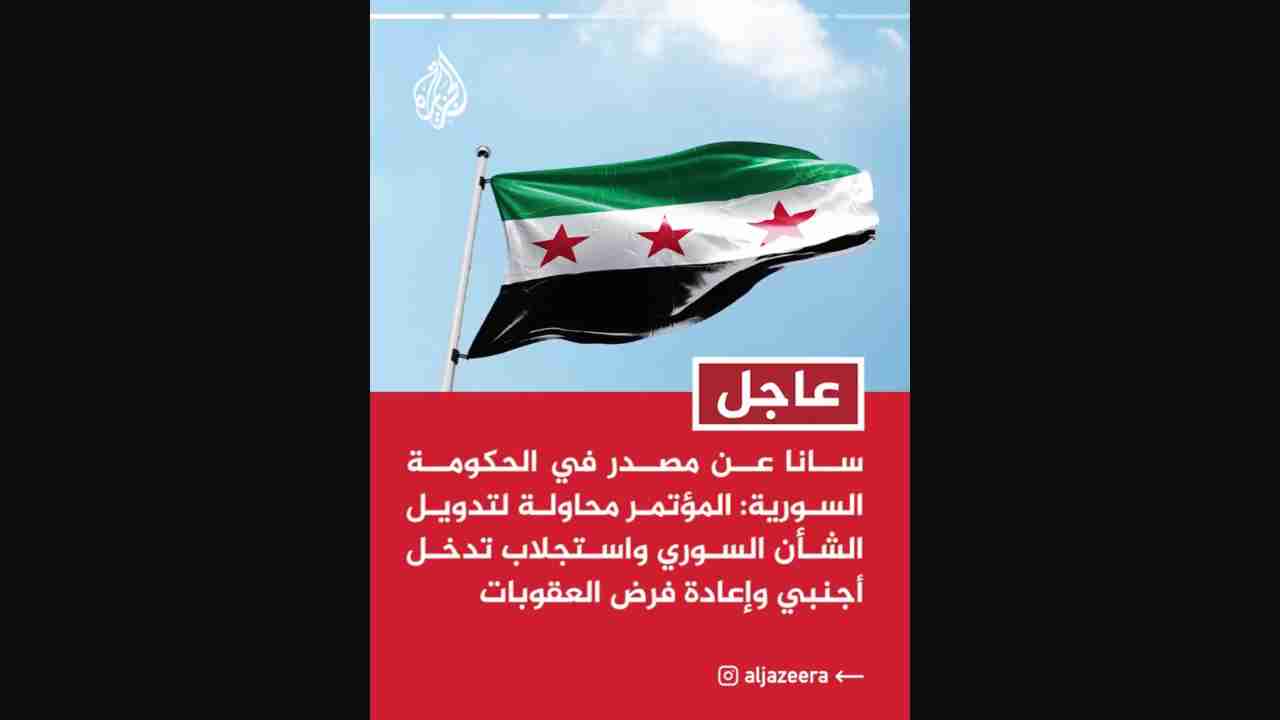 الجزيرة
عاجل
سانا عن مصدر في الحكومة
السورية: المؤتمر محاولة لتدويل
الشأن السوري واستجلاب تدخل
أجنبي وإعادة فرض العقوبات
aljazeera